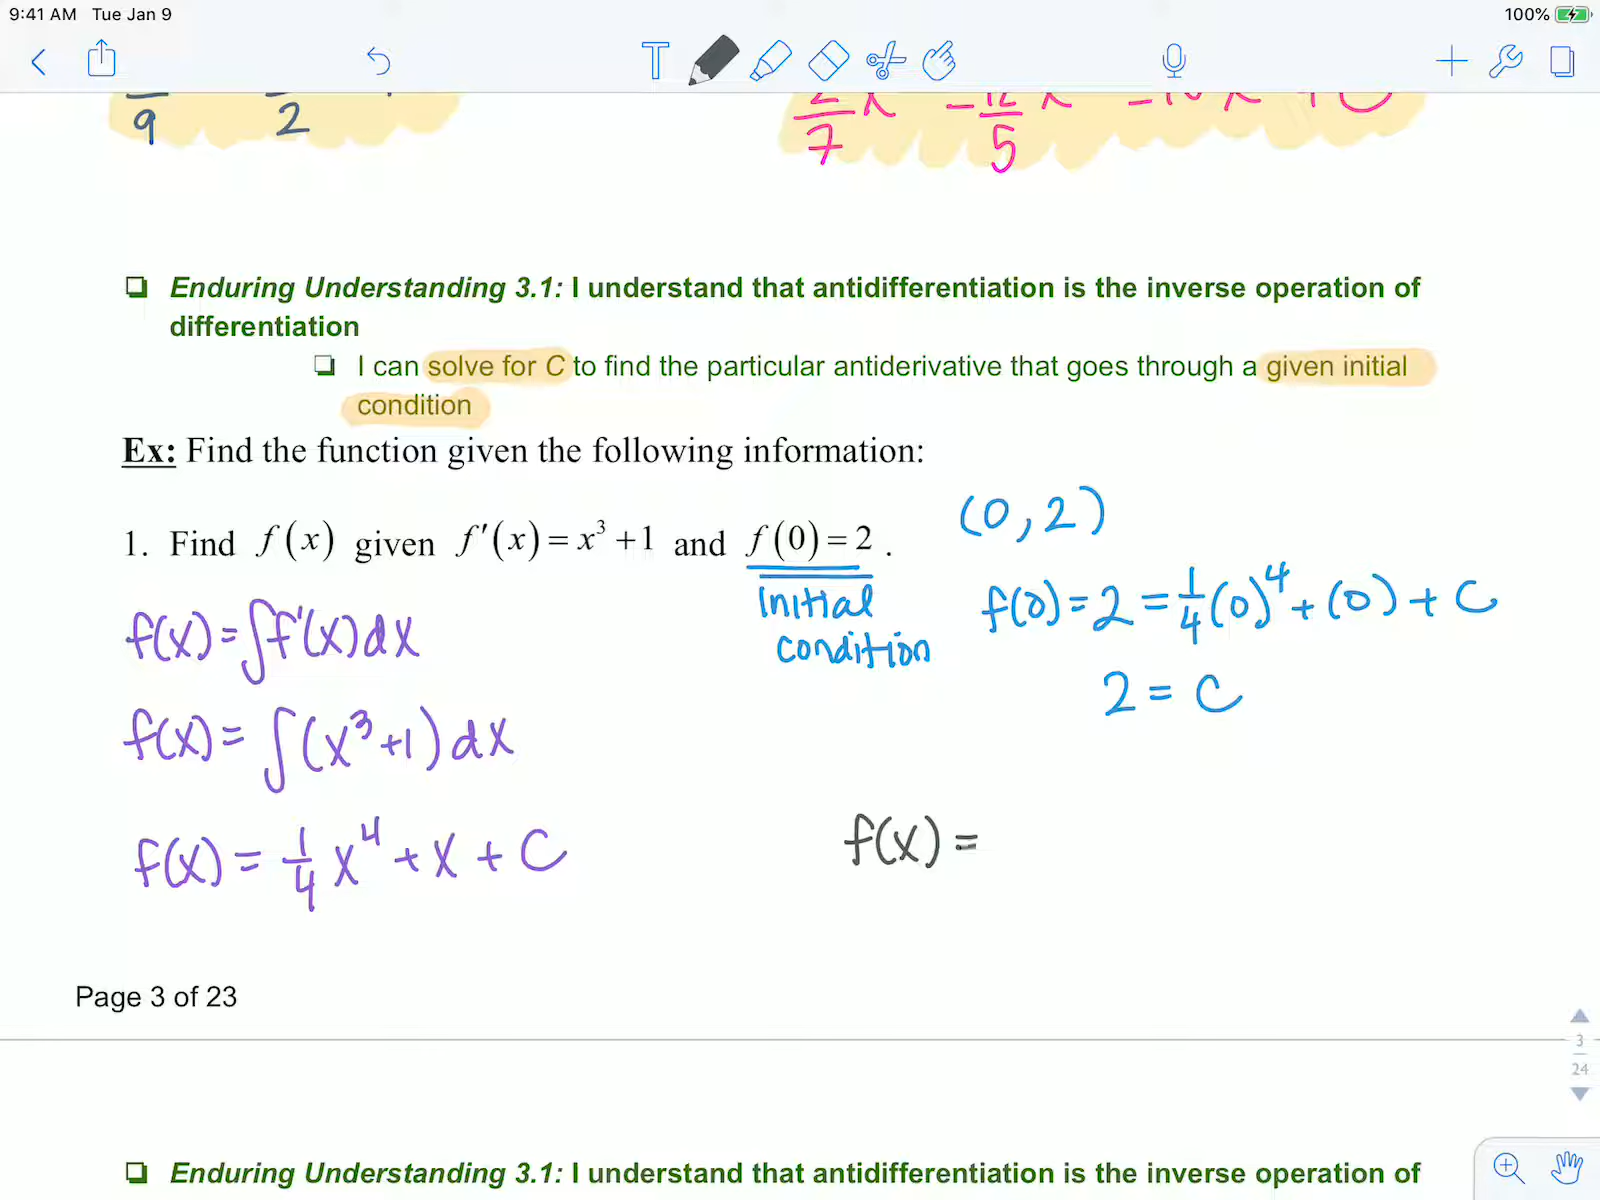 9:41 AM Tue Jan 9
100%
9
2
7
5
❏ Enduring Understanding 3.1: I understand that antidifferentiation is the inverse operation of
differentiation
❏ I can solve for C to find the particular antiderivative that goes through a given initial
condition
Ex: Find the function given the following information:
1. Find f(x) given f′(x) = x³ + 1 and f(0) = 2.
initial
condition
(0,2)
f(0) = 2 = 1/4(0)⁴ + (0) + C
2 = C
f(x) = ∫f'(x)dx
f(x) = ∫(x³+1)dx
f(x) = 1/4 x⁴ + x + C
f(x) =
Page 3 of 23
3
24
❏ Enduring Understanding 3.1: I understand that antidifferentiation is the inverse operation of